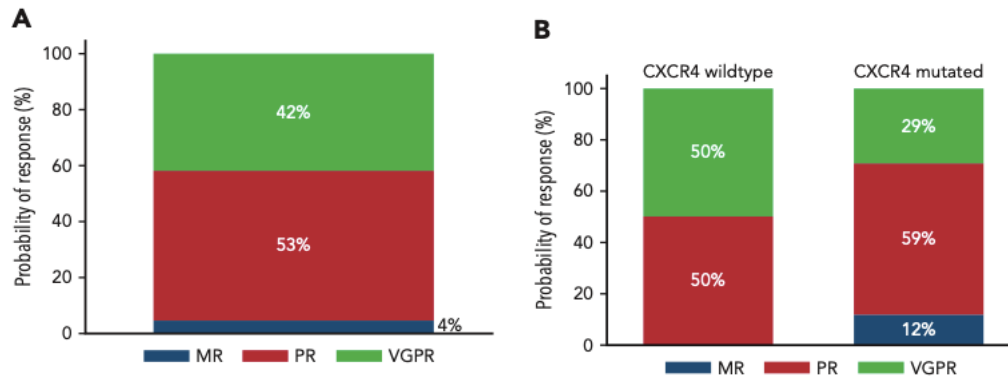 A
Probability of response (%)
100
80
60
40
20
0
42%
53%
4%
MR PR VGPR
B
CXCR4 wildtype CXCR4 mutated
Probability of response (%)
100
80
60
40
20
0
50%
50%
29%
59%
12%
MR PR VGPR